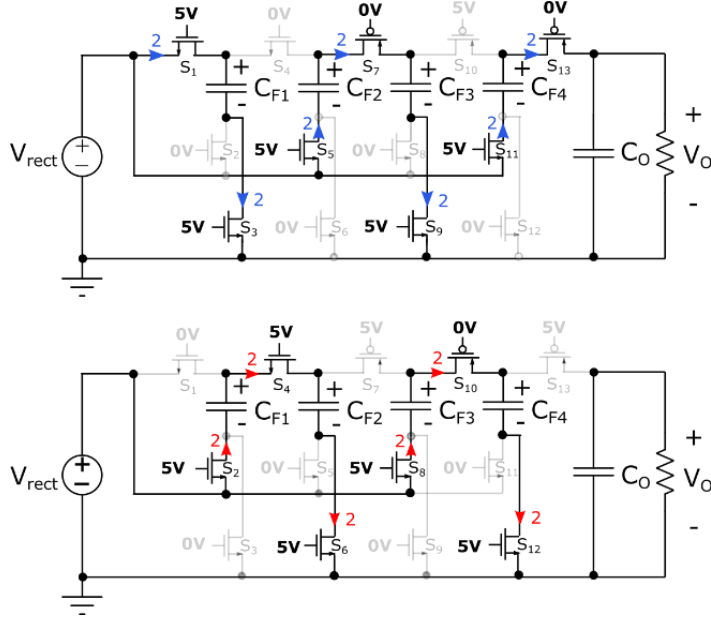 5V 0V 0V 5V 0V
2 2 2
S1 S4 S7 S10 S13
+ + + +
CF1 CF2 CF3 CF4
- - - -
+
2 2
Vrect + - 0V S2 5V S5 0V S8 5V S11 CO VO
2 2
-
5V S3 0V S6 5V S9 0V S12
0V 5V 5V 0V 5V
2 2
S1 S4 S7 S10 S13
+ + + +
CF1 CF2 CF3 CF4
- - - -
2 2
+
Vrect + - 5V S2 0V S5 5V S8 0V S11 CO VO
2 2
-
0V S3 5V S6 0V S9 5V S12